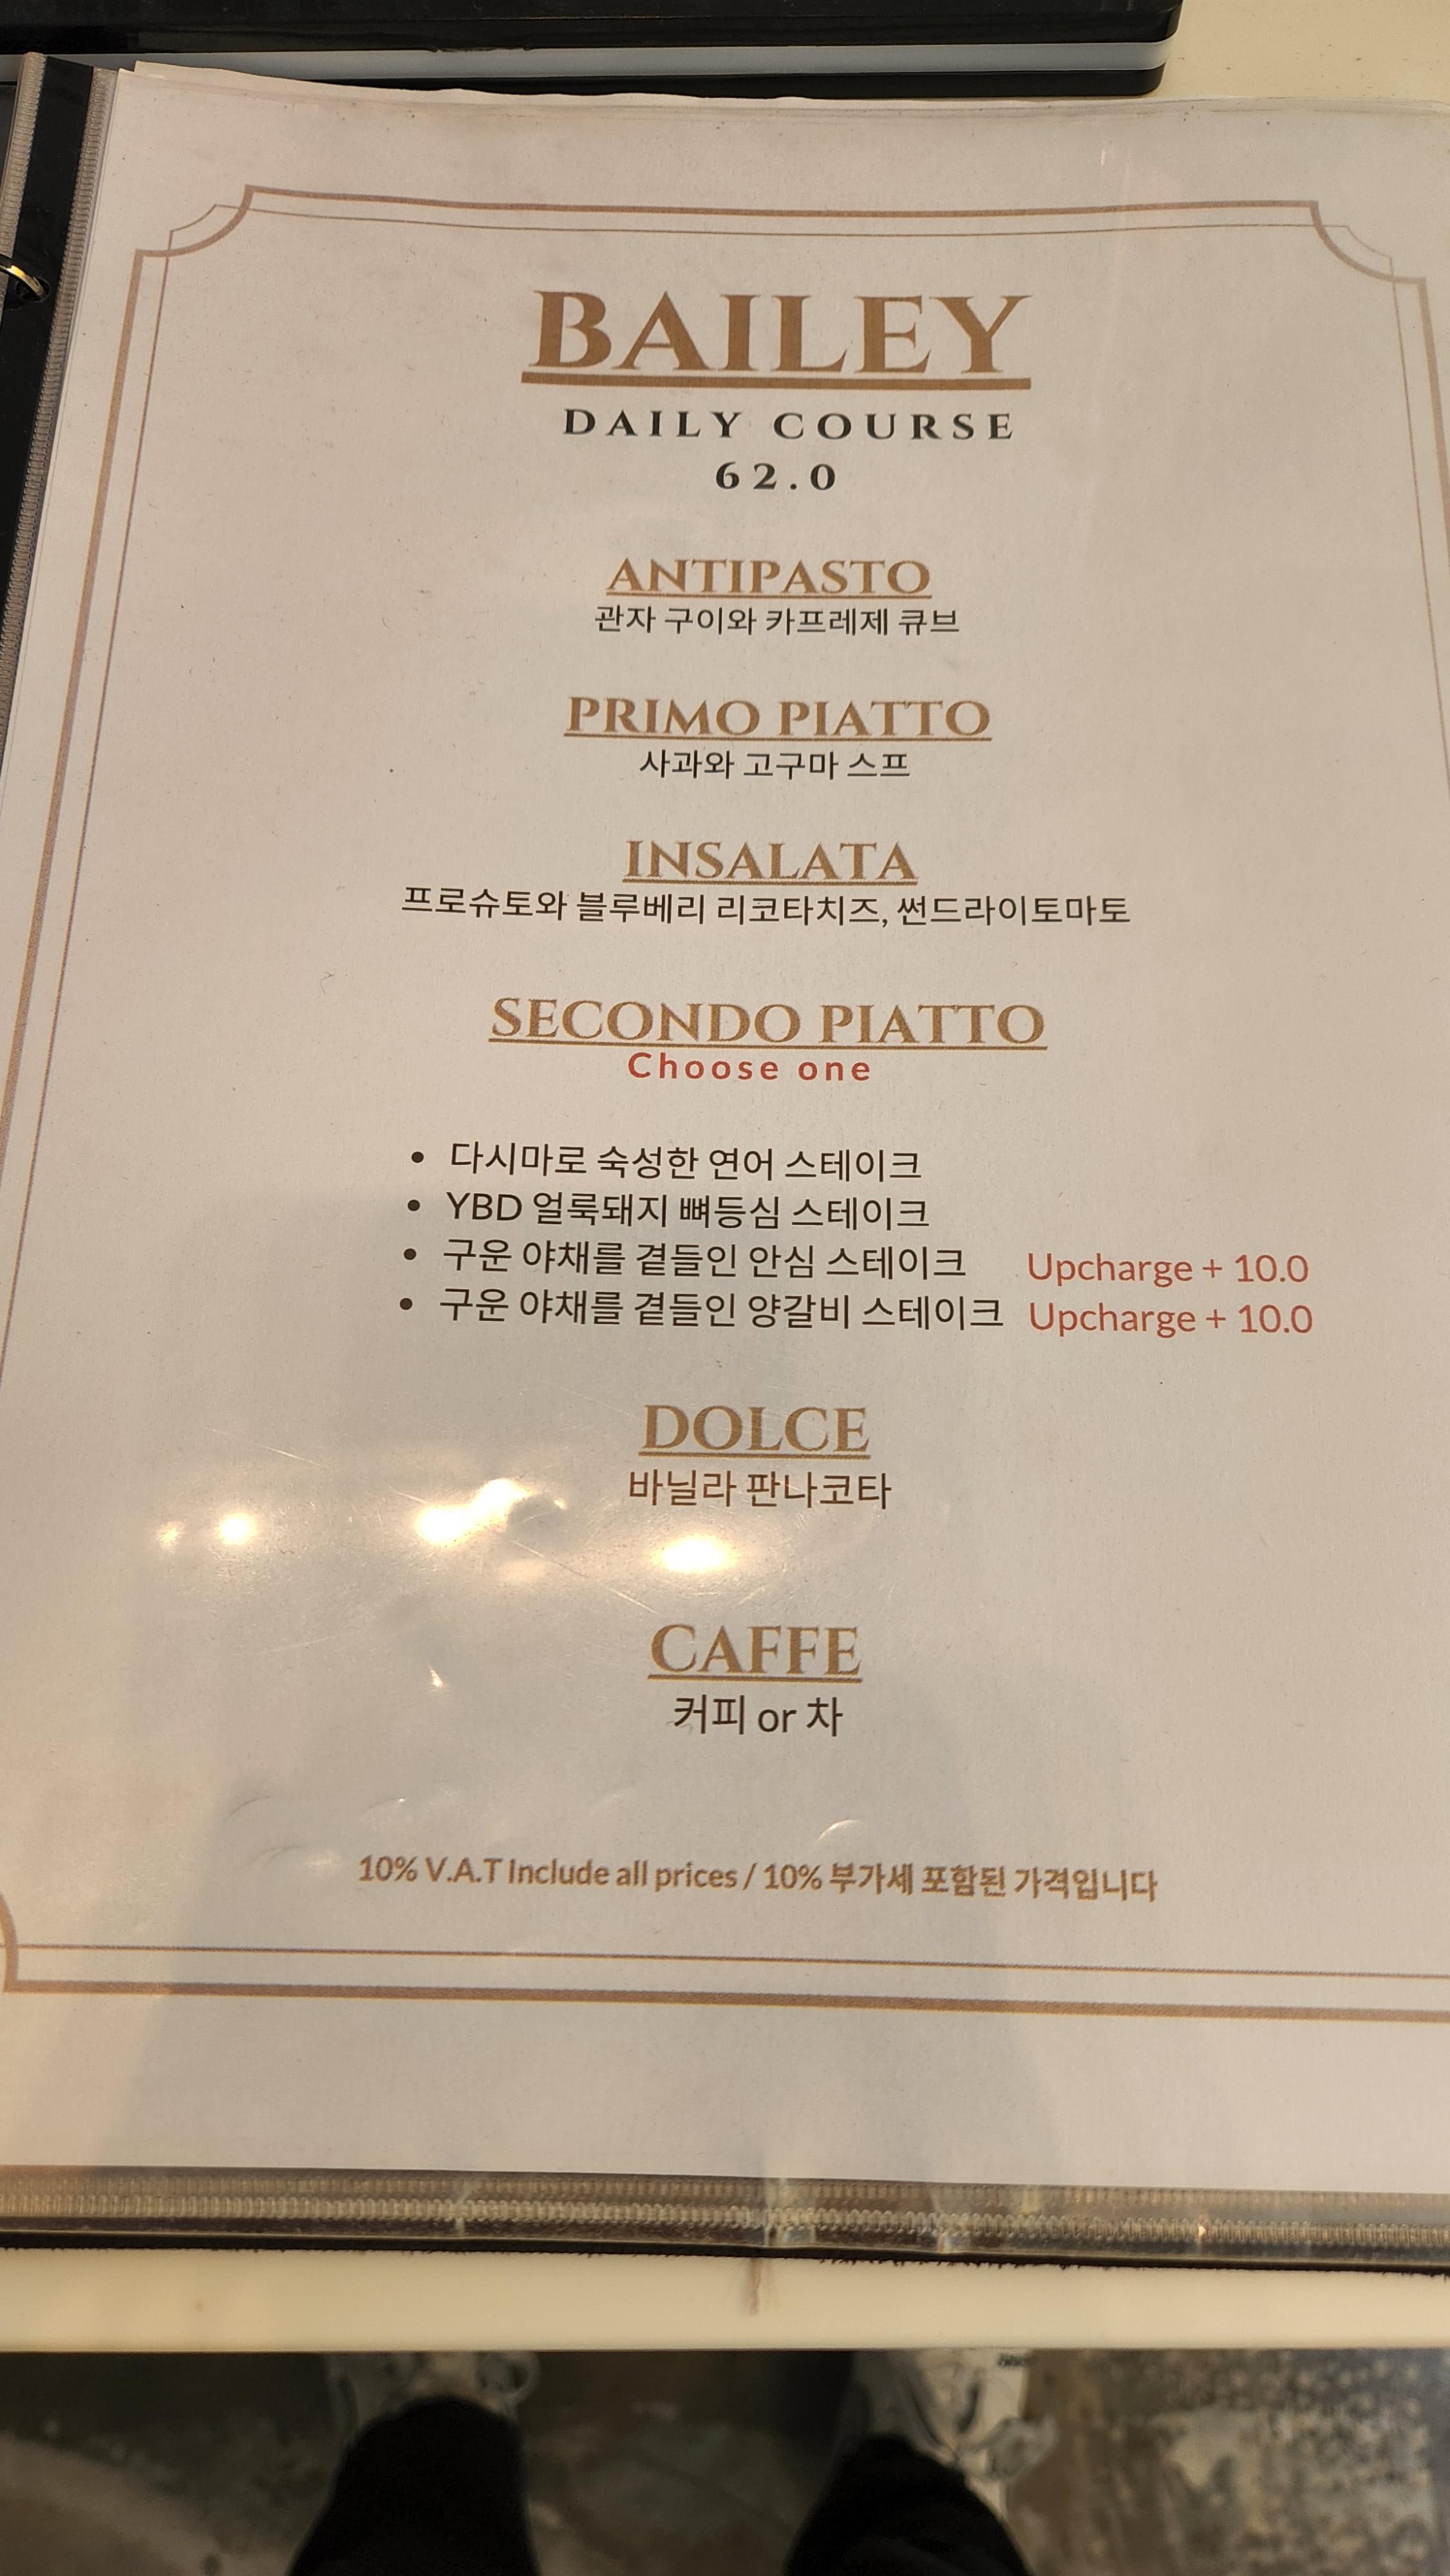 BAILEY
DAILY COURSE
62.0
ANTIPASTO
관자 구이와 카프레제 큐브
PRIMO PIATTO
사과와 고구마 스프
INSALATA
프로슈토와 블루베리 리코타치즈, 썬드라이토마토
SECONDO PIATTO
Choose one
• 다시마로 숙성한 연어 스테이크
• YBD 얼룩돼지 뼈등심 스테이크
• 구운 야채를 곁들인 안심 스테이크 Upcharge + 10.0
• 구운 야채를 곁들인 양갈비 스테이크 Upcharge + 10.0
DOLCE
바닐라 판나코타
CAFFE
커피 or 차
10% V.A.T Include all prices / 10% 부가세 포함된 가격입니다